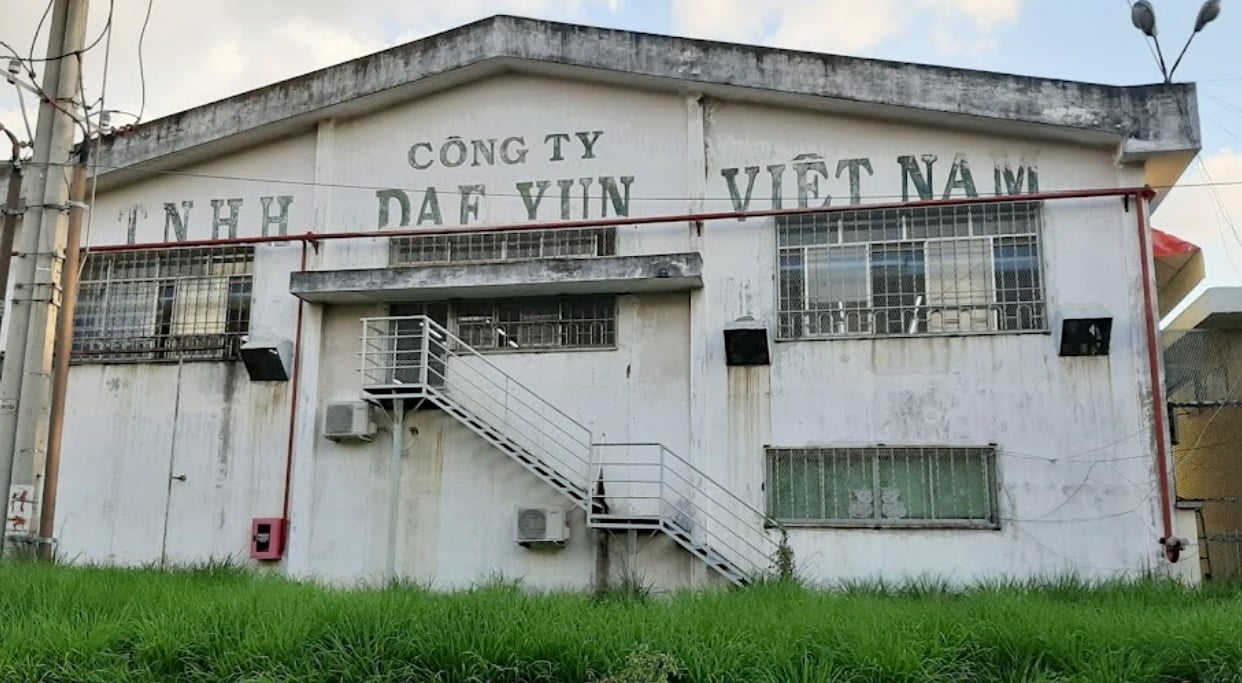 CÔNG TY
TNHH DAE YUN VIỆT NAM